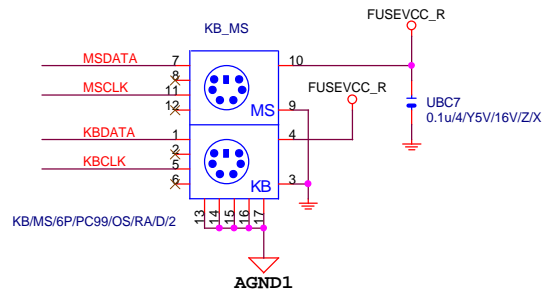 FUSEVCC_R
KB_MS
MSDATA
7
10
8
FUSEVCC_R
MSCLK
11
UBC7
12
MS
9
0.1u/4/Y5V/16V/Z/X
KBDATA
1
4
2
KBCLK
5
6
KB
3
KB/MS/6P/PC99/OS/RA/D/2
13
14
15
16
17
AGND1